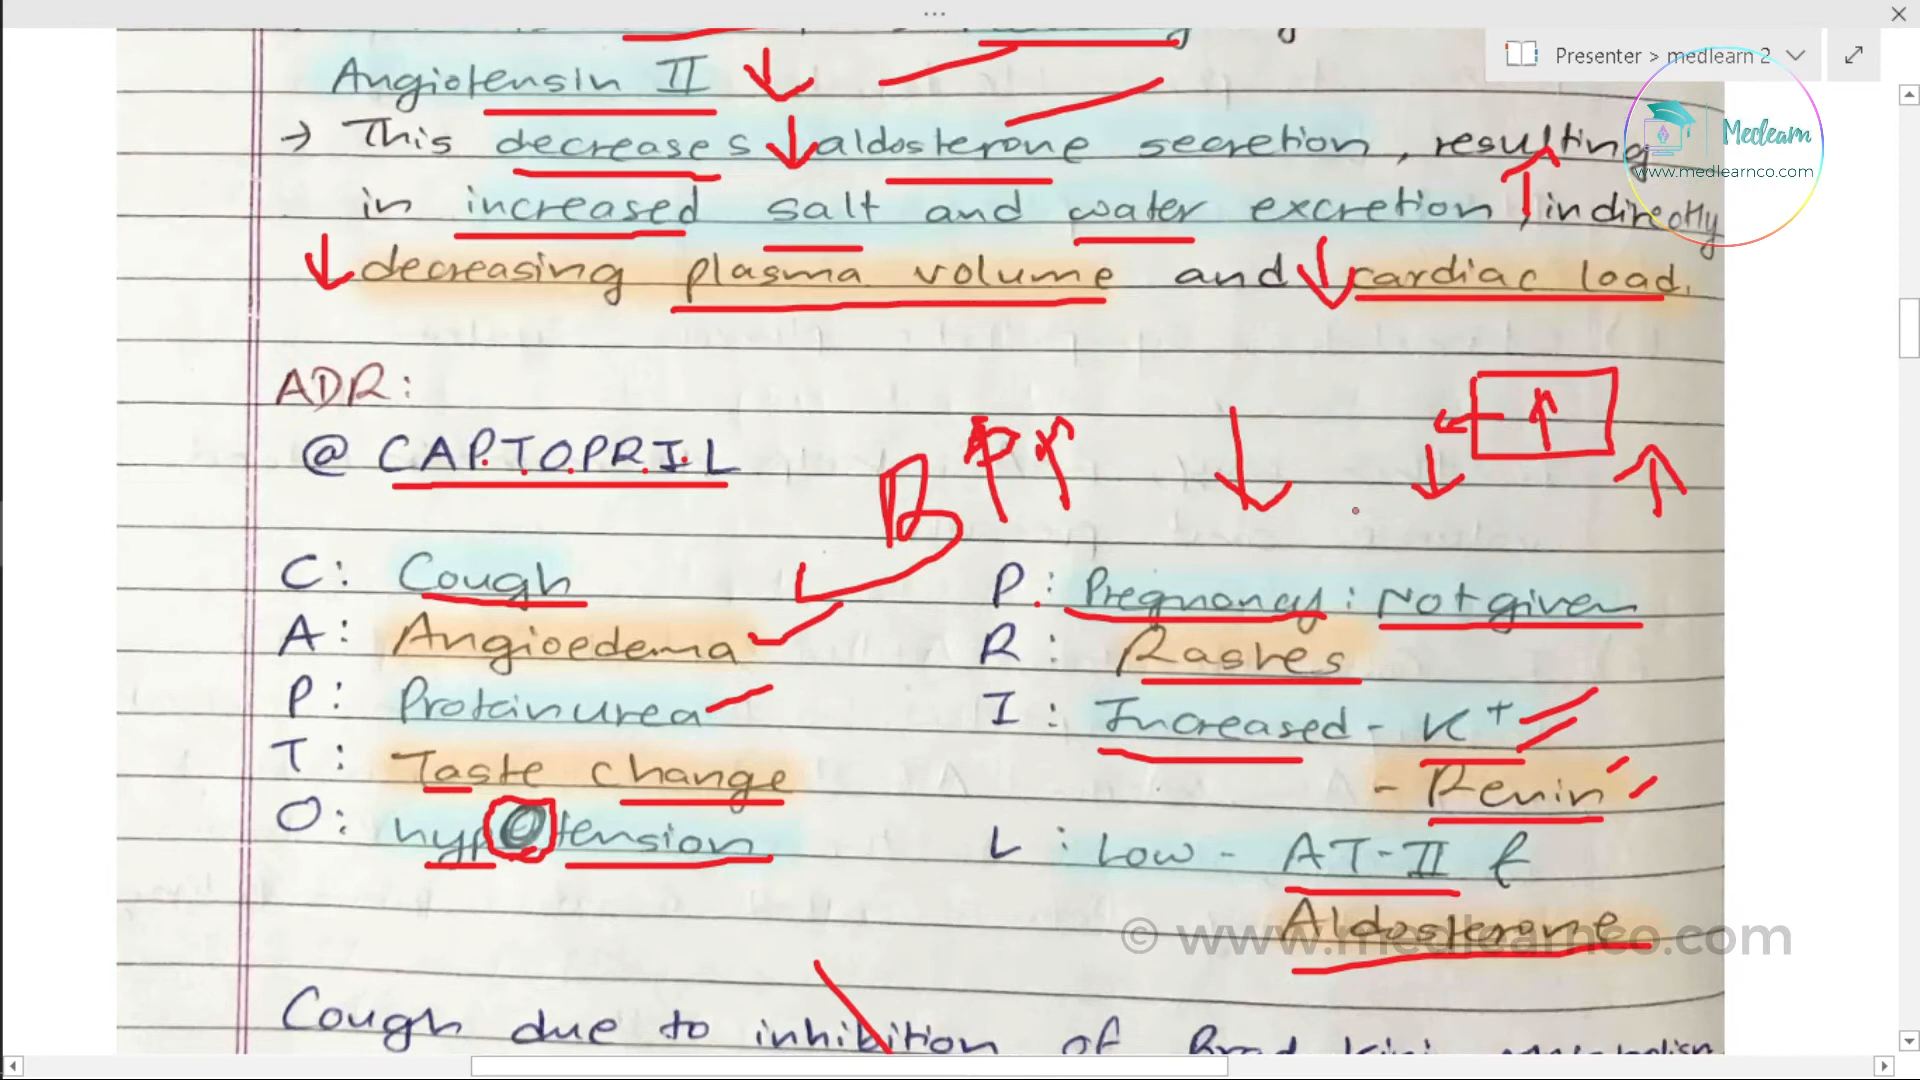 Presenter > medlearn 2
Medlearn
www.medlearnco.com
Angiotensin II
→ This decreases aldosterone secretion, resulting
in increased salt and water excretion, indirectly
decreasing plasma volume and cardiac load.
ADR:
@ CAPTOPRIL
B
C: Cough
A: Angioedema
P: Proteinurea
T: Taste change
O: hypOtension
P: Pregnancy: Not given
R: Rashes
I: Increased - K+
- Renin
L: Low - AT-II &
Aldosterone
© www.medlearnco.com
Cough due to inhibition of